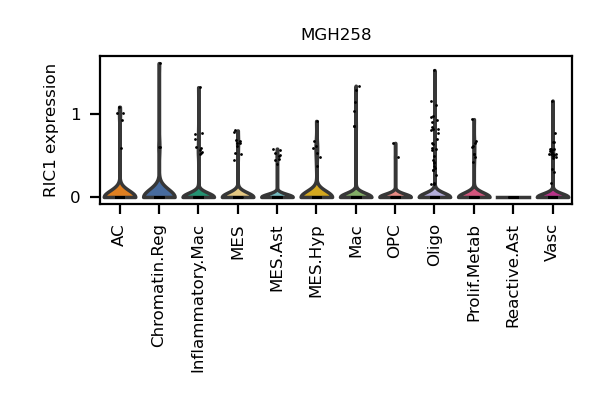 MGH258
RIC1 expression
1
0
AC
Chromatin.Reg
Inflammatory.Mac
MES
MES.Ast
MES.Hyp
Mac
OPC
Oligo
Prolif.Metab
Reactive.Ast
Vasc